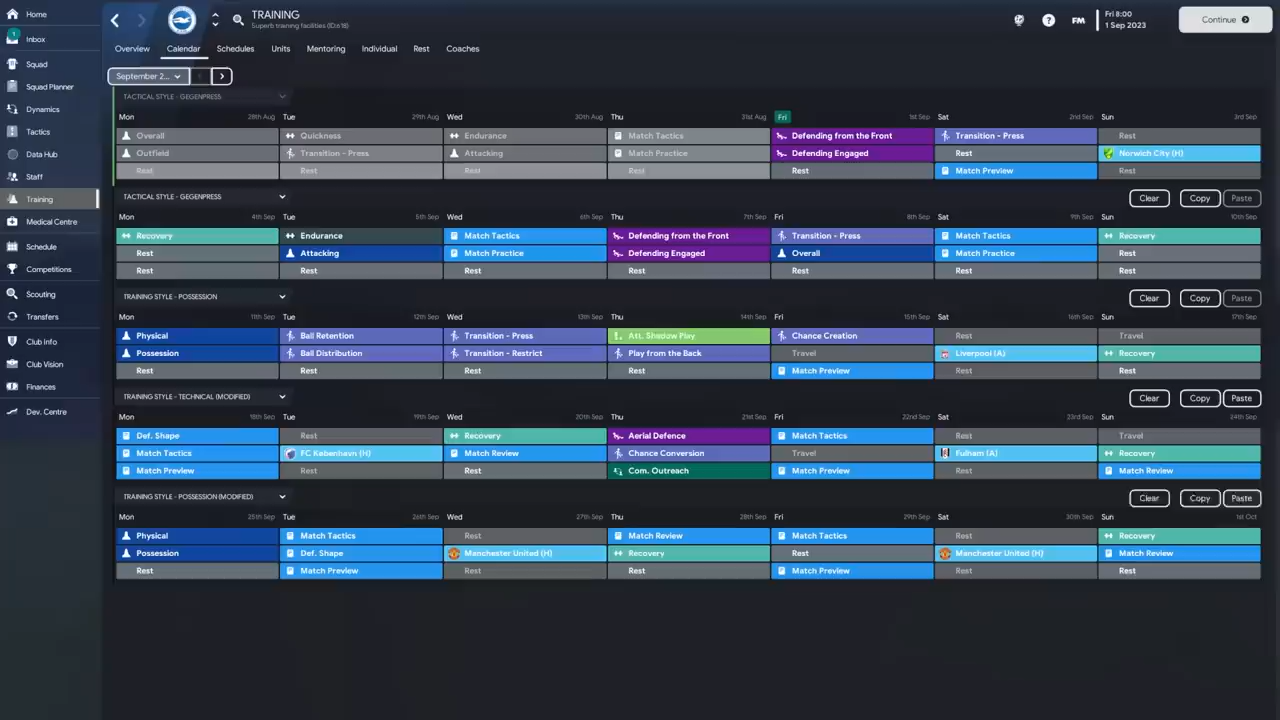 Home
Inbox
1
Squad
Squad Planner
Dynamics
Tactics
Data Hub
Staff
Training
Medical Centre
Schedule
Competitions
Scouting
Transfers
Club Info
Club Vision
Finances
Dev. Centre
TRAINING
Superb training facilities (ID:618)
FM
Fri 8:00
1 Sep 2023
Continue
Overview Calendar Schedules Units Mentoring Individual Rest Coaches
September 2...
TACTICAL STYLE - GEGENPRESS
Mon 28th Aug Tue 29th Aug Wed 30th Aug Thu 31st Aug Fri 1st Sep Sat 2nd Sep Sun 3rd Sep
Overall Quickness Endurance Match Tactics Defending from the Front Transition - Press Rest
Outfield Transition - Press Attacking Match Practice Defending Engaged Rest Norwich City (H)
Rest Rest Rest Rest Rest Match Preview Rest
TACTICAL STYLE - GEGENPRESS Clear Copy Paste
Mon 4th Sep Tue 5th Sep Wed 6th Sep Thu 7th Sep Fri 8th Sep Sat 9th Sep Sun 10th Sep
Recovery Endurance Match Tactics Defending from the Front Transition - Press Match Tactics Recovery
Rest Attacking Match Practice Defending Engaged Overall Match Practice Rest
Rest Rest Rest Rest Rest Rest Rest
TRAINING STYLE - POSSESSION Clear Copy Paste
Mon 11th Sep Tue 12th Sep Wed 13th Sep Thu 14th Sep Fri 15th Sep Sat 16th Sep Sun 17th Sep
Physical Ball Retention Transition - Press Att. Shadow Play Chance Creation Rest Travel
Possession Ball Distribution Transition - Restrict Play from the Back Travel Liverpool (A) Recovery
Rest Rest Rest Rest Match Preview Rest Rest
TRAINING STYLE - TECHNICAL (MODIFIED) Clear Copy Paste
Mon 18th Sep Tue 19th Sep Wed 20th Sep Thu 21st Sep Fri 22nd Sep Sat 23rd Sep Sun 24th Sep
Def. Shape Rest Recovery Aerial Defence Match Tactics Rest Travel
Match Tactics FC København (H) Match Review Chance Conversion Travel Fulham (A) Recovery
Match Preview Rest Rest Com. Outreach Match Preview Rest Match Review
TRAINING STYLE - POSSESSION (MODIFIED) Clear Copy Paste
Mon 25th Sep Tue 26th Sep Wed 27th Sep Thu 28th Sep Fri 29th Sep Sat 30th Sep Sun 1st Oct
Physical Match Tactics Rest Match Review Match Tactics Rest Recovery
Possession Def. Shape Manchester United (H) Recovery Rest Manchester United (H) Match Review
Rest Match Preview Rest Rest Match Preview Rest Rest